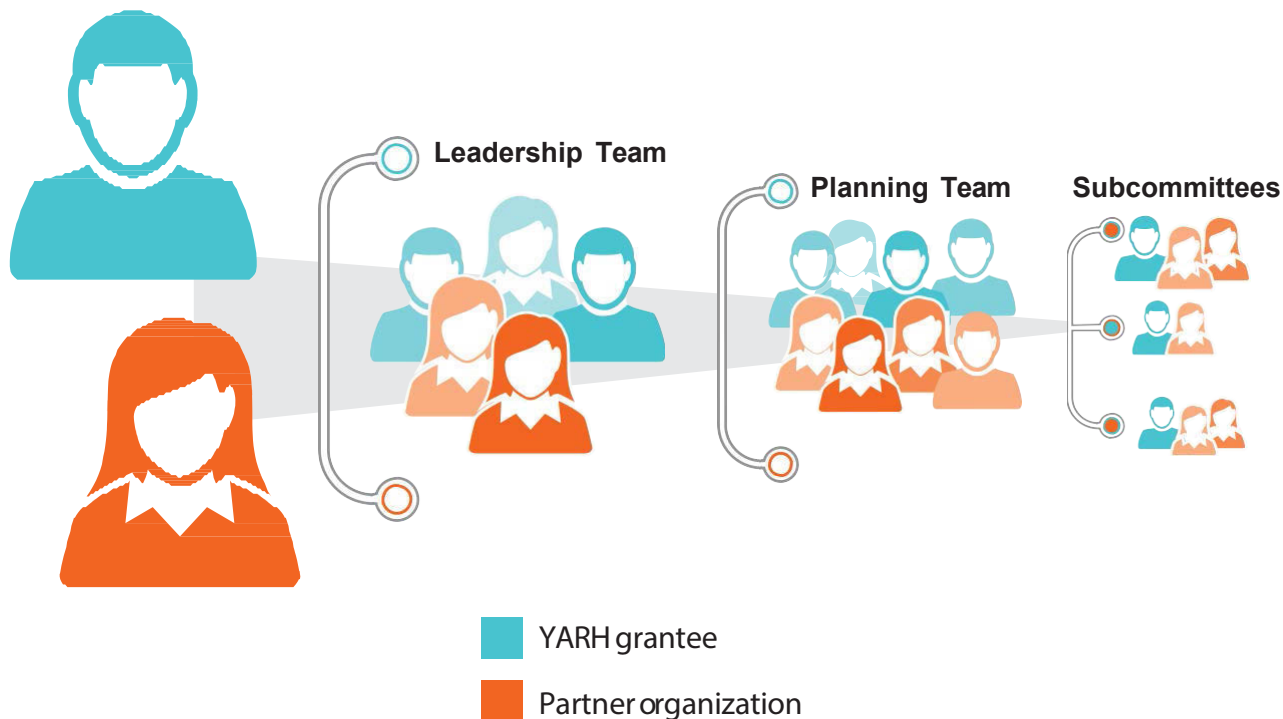 Leadership Team
Planning Team
Subcommittees
YARH grantee
Partner organization